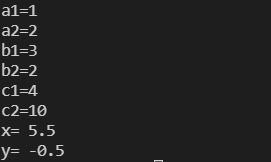 a1=1
a2=2
b1=3
b2=2
c1=4
c2=10
x= 5.5
y= -0.5